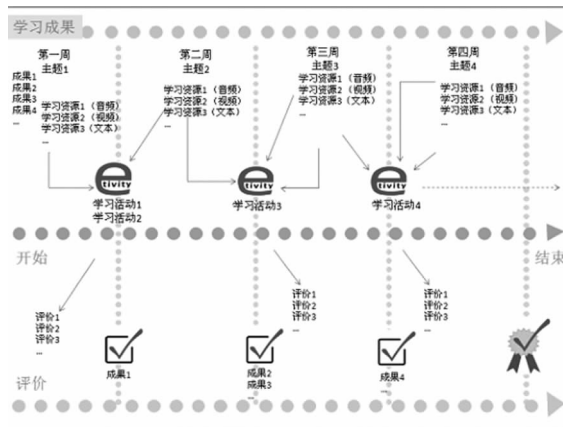 学习成果
第一周
主题1
成果1
成果2
成果3
成果4
...
学习资源1（音频）
学习资源2（视频）
学习资源3（文本）
...
第二周
主题2
学习资源1（音频）
学习资源2（视频）
学习资源3（文本）
...
第三周
主题3
学习资源1（音频）
学习资源2（视频）
学习资源3（文本）
...
第四周
主题4
学习资源1（音频）
学习资源2（视频）
学习资源3（文本）
...
e
tivity
学习活动1
学习活动2
e
tivity
学习活动3
e
tivity
学习活动4
开始
结束
评价1
评价2
评价3
...
评价1
评价2
评价3
...
评价1
评价2
评价3
...
成果1
成果2
成果3
...
成果4
...
评价